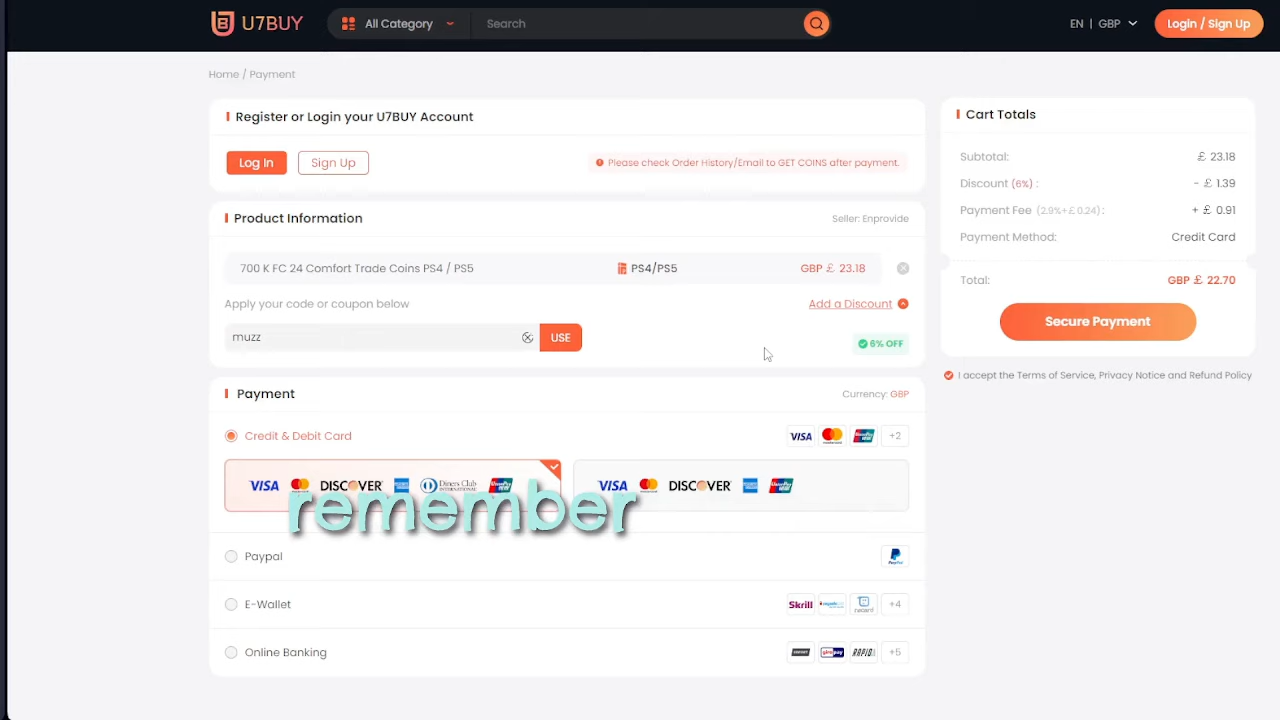 U7BUY
All Category
Search
EN | GBP
Login / Sign Up
Home / Payment
Register or Login your U7BUY Account
Log In
Sign Up
Please check Order History/Email to GET COINS after payment.
Product Information
Seller: Enprovide
700 K FC 24 Comfort Trade Coins PS4 / PS5
PS4/PS5
GBP £ 23.18
Apply your code or coupon below
Add a Discount
muzz
USE
6% OFF
Payment
Currency: GBP
Credit & Debit Card
VISA
+2
VISA DISCOVER Diners Club INTERNATIONAL
VISA DISCOVER
remember
Paypal
PayPal
E-Wallet
Skrill
+4
Online Banking
RAPID
+5
Cart Totals
Subtotal: £ 23.18
Discount (6%) : - £ 1.39
Payment Fee (2.9%+£ 0.24): + £ 0.91
Payment Method: Credit Card
Total: GBP £ 22.70
Secure Payment
I accept the Terms of Service, Privacy Notice and Refund Policy